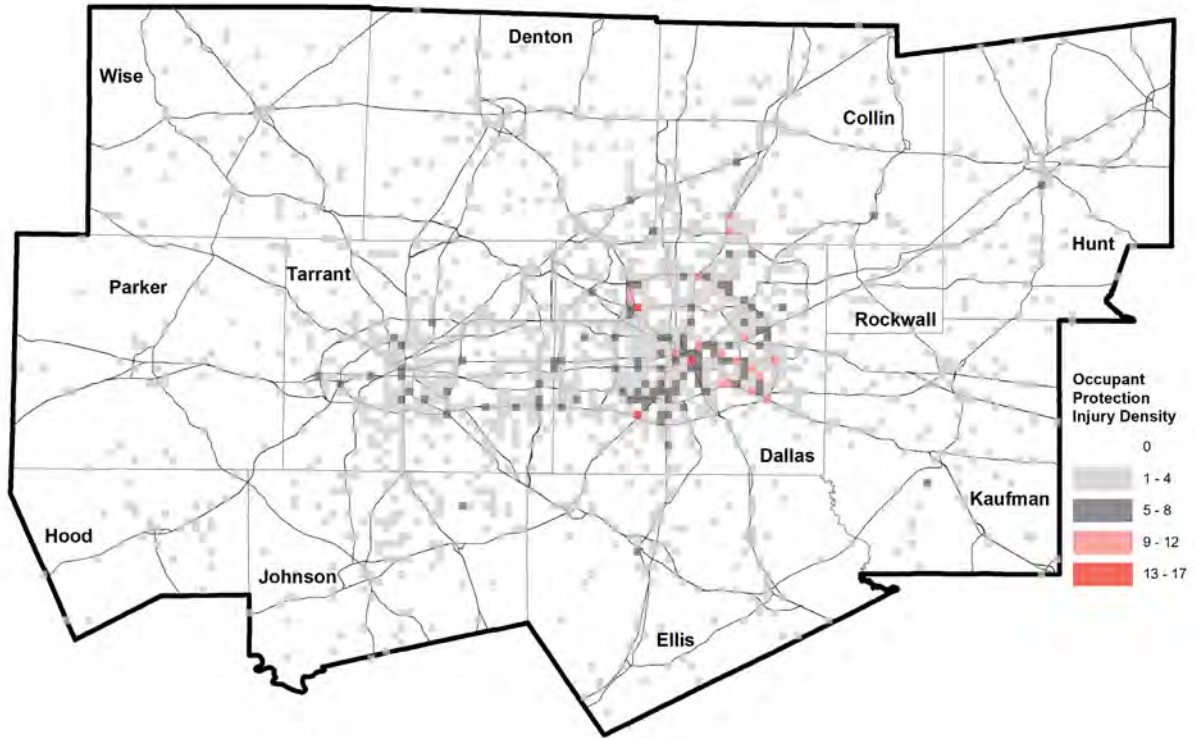 Denton
Wise
Collin
Hunt
Tarrant
Parker
Rockwall
Occupant
Protection
Injury Density
0
1 - 4
5 - 8
9 - 12
13 - 17
Dallas
Kaufman
Hood
Johnson
Ellis